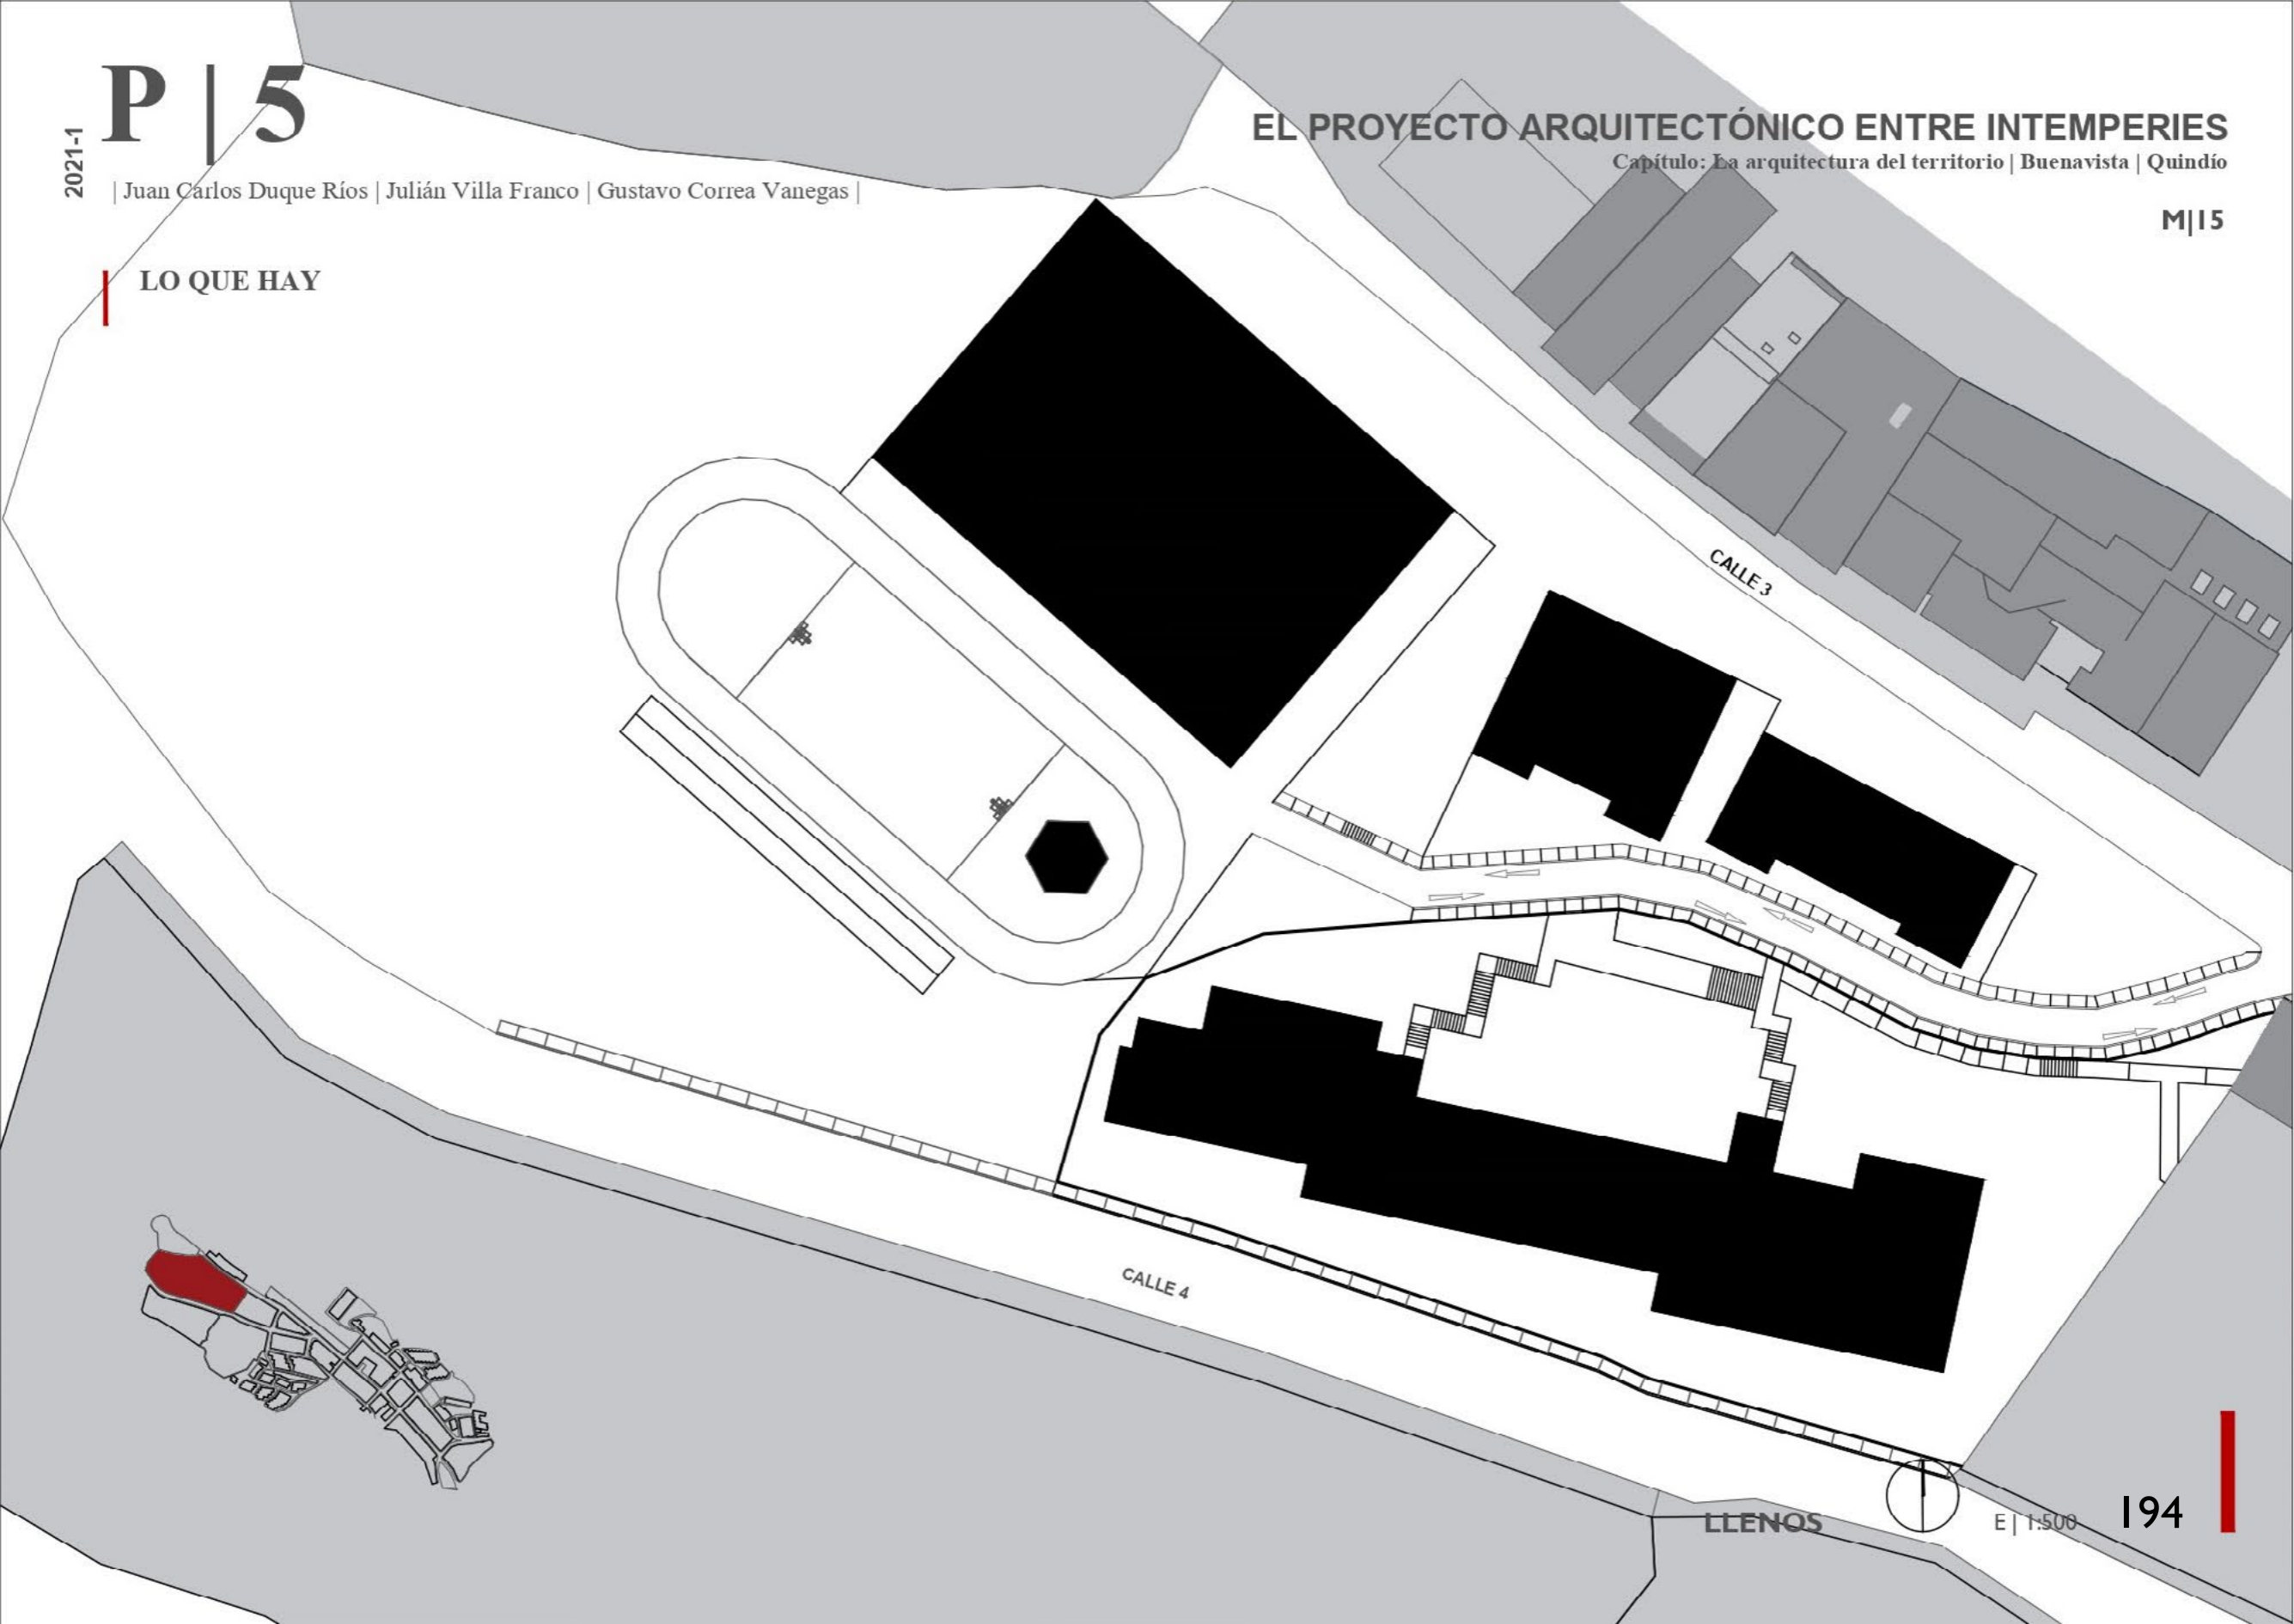 P | 5
2021-1
| Juan Carlos Duque Ríos | Julián Villa Franco | Gustavo Correa Vanegas |
EL PROYECTO ARQUITECTÓNICO ENTRE INTEMPERIES
Capítulo: La arquitectura del territorio | Buenavista | Quindío
M|15
LO QUE HAY
CALLE 3
CALLE 4
LLENOS
E | 1:500
194